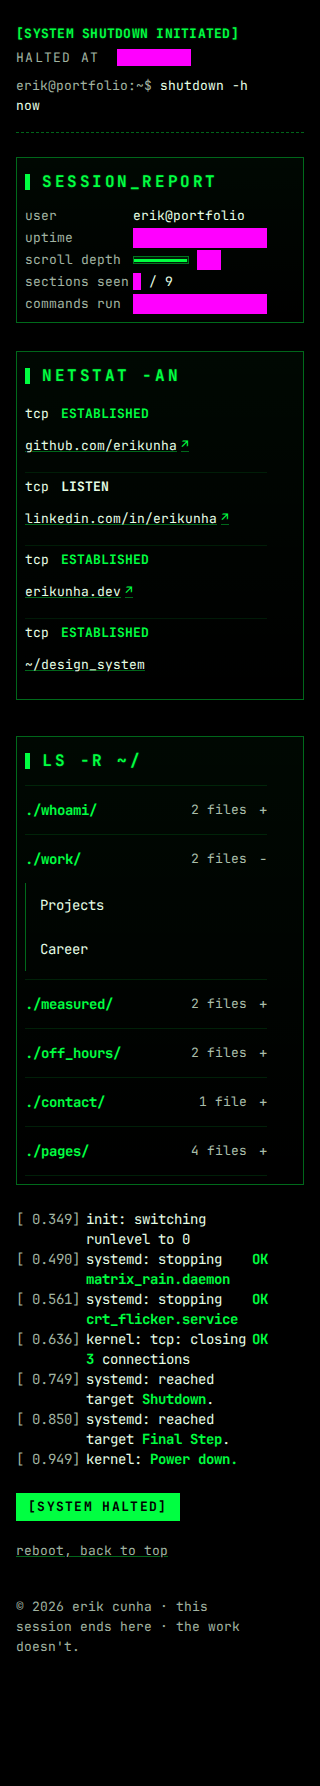 [SYSTEM SHUTDOWN INITIATED]
HALTED AT
erik@portfolio:~$ shutdown -h
now
SESSION_REPORT
user erik@portfolio
uptime
scroll depth
sections seen / 9
commands run
NETSTAT -AN
tcp ESTABLISHED
github.com/erikunha ↗
tcp LISTEN
linkedin.com/in/erikunha ↗
tcp ESTABLISHED
erikunha.dev ↗
tcp ESTABLISHED
~/design_system
LS -R ~/
./whoami/ 2 files +
./work/ 2 files -
Projects
Career
./measured/ 2 files +
./off_hours/ 2 files +
./contact/ 1 file +
./pages/ 4 files +
[ 0.349] init: switching
runlevel to 0
[ 0.490] systemd: stopping OK
matrix_rain.daemon
[ 0.561] systemd: stopping OK
crt_flicker.service
[ 0.636] kernel: tcp: closing OK
3 connections
[ 0.749] systemd: reached
target Shutdown.
[ 0.850] systemd: reached
target Final Step.
[ 0.949] kernel: Power down.
[SYSTEM HALTED]
reboot, back to top
© 2026 erik cunha · this
session ends here · the work
doesn't.